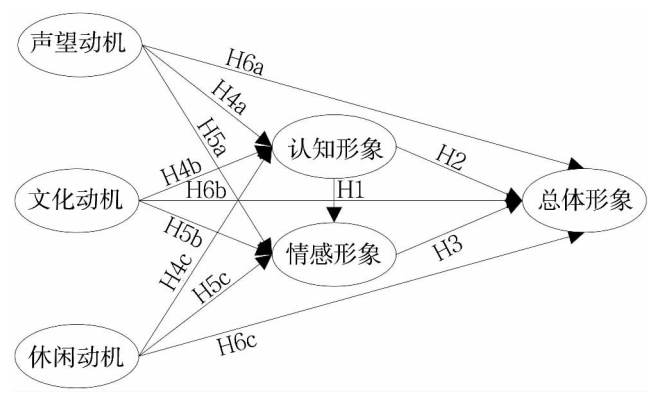 声望动机
H6a
H4a
H5a
认知形象
H2
H4b
文化动机
H6b
H1
总体形象
H5b
情感形象
H3
H4c
H5c
H6c
休闲动机